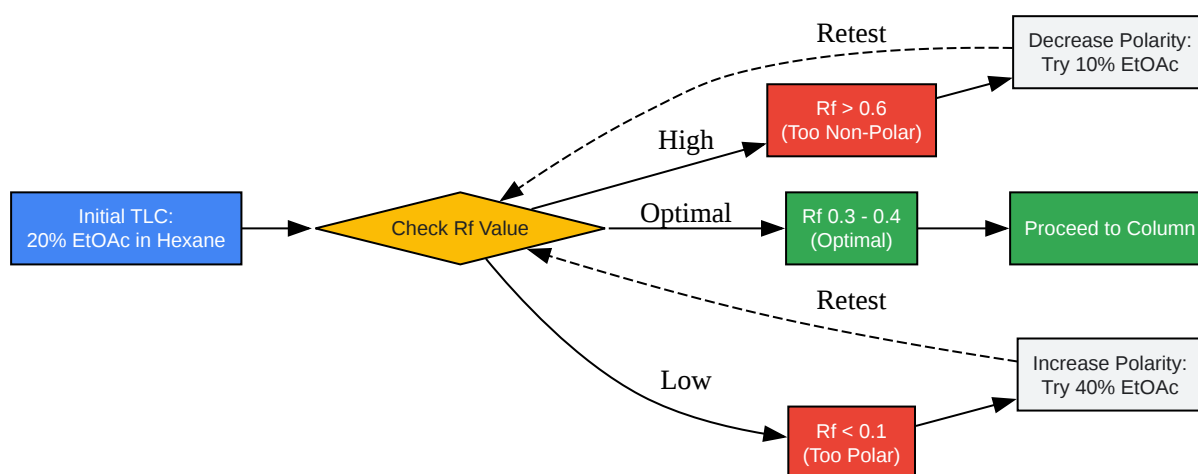 Initial TLC:
20% EtOAc in Hexane
Check Rf Value
High
Rf > 0.6
(Too Non-Polar)
Decrease Polarity:
Try 10% EtOAc
Retest
Optimal
Rf 0.3 - 0.4
(Optimal)
Proceed to Column
Low
Rf < 0.1
(Too Polar)
Increase Polarity:
Try 40% EtOAc
Retest